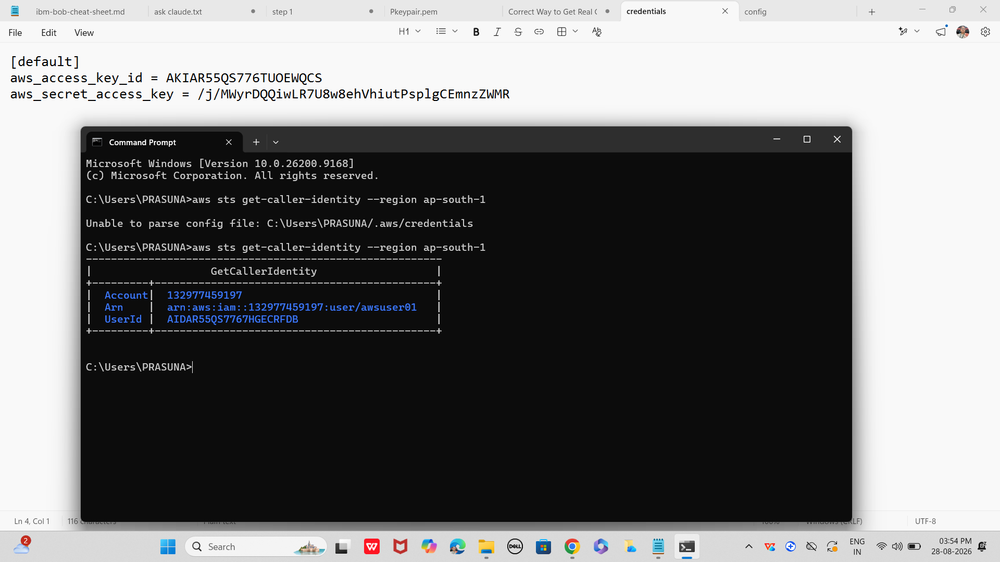 ibm-bob-cheat-sheet.md
ask claude.txt
step 1
Pkeypair.pem
Correct Way to Get Real
credentials
config
File Edit View
H1
[default]
aws_access_key_id = AKIAR55QS776TUOEWQCS
aws_secret_access_key = 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
Command Prompt
Microsoft Windows [Version 10.0.26200.9168]
(c) Microsoft Corporation. All rights reserved.
C:\Users\PRASUNA>aws sts get-caller-identity --region ap-south-1
Unable to parse config file: C:\Users\PRASUNA/.aws/credentials
C:\Users\PRASUNA>aws sts get-caller-identity --region ap-south-1
GetCallerIdentity
Account| 132977459197
Arn | arn:aws:iam::132977459197:user/awsuser01
UserId | AIDAR55QS7767HGECRFDB
C:\Users\PRASUNA>
Ln 4, Col 1
116 characters
Plain text
100%
Windows (CRLF)
UTF-8
2
Search
DELL
ENG
IN
03:54 PM
28-08-2026